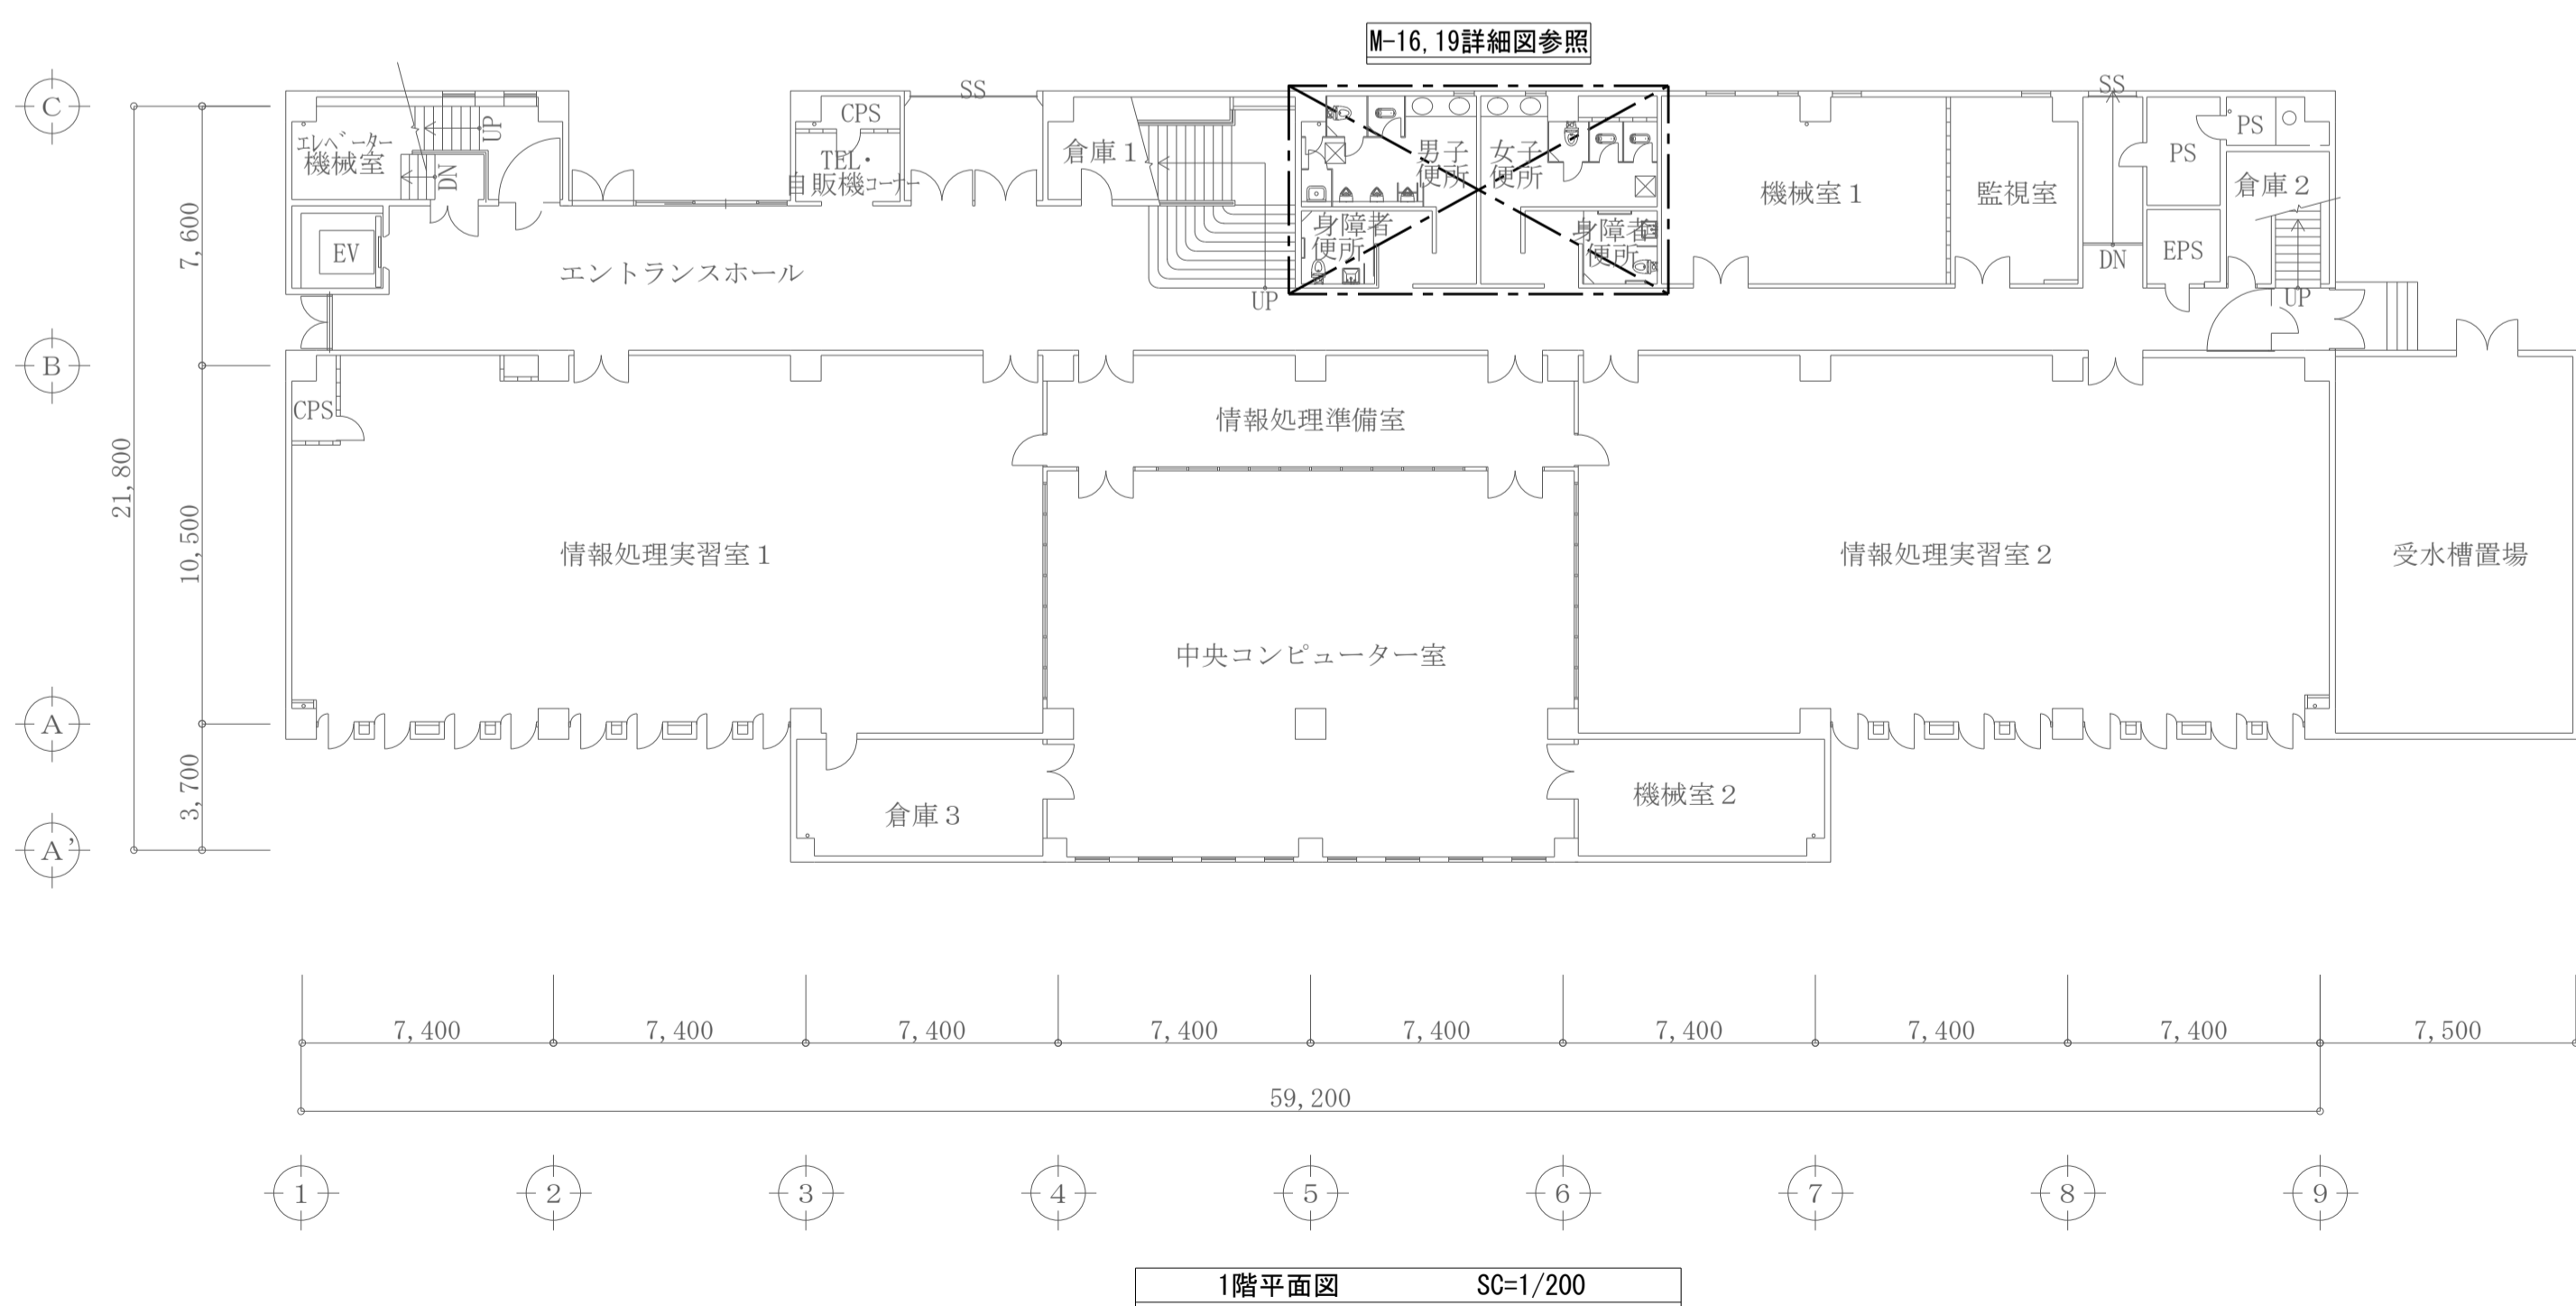 M-16,19詳細図参照
C
SS
SS
CPS
UP
エレベーター
機械室
DN
TEL・
自販機コーナー
倉庫１
男子
便所
女子
便所
機械室１
監視室
PS
PS
倉庫２
身障者
便所
身障者
便所
EV
エントランスホール
UP
DN
EPS
UP
7,600
B
CPS
情報処理準備室
21,800
10,500
情報処理実習室１
情報処理実習室２
受水槽置場
中央コンピューター室
A
3,700
倉庫３
機械室２
A'
7,400
7,400
7,400
7,400
7,400
7,400
7,400
7,400
7,500
59,200
1
2
3
4
5
6
7
8
9
1階平面図 SC=1/200